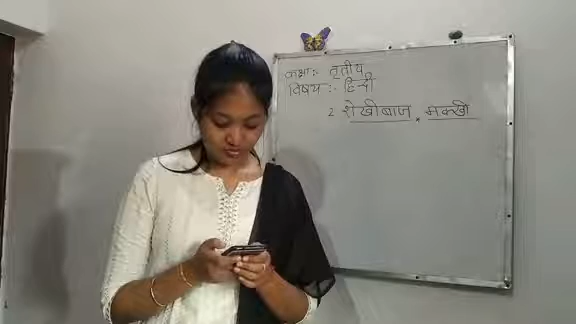 कक्षा :- तृतीय
विषय :- हिन्दी
2 शेखीबाज मक्खी